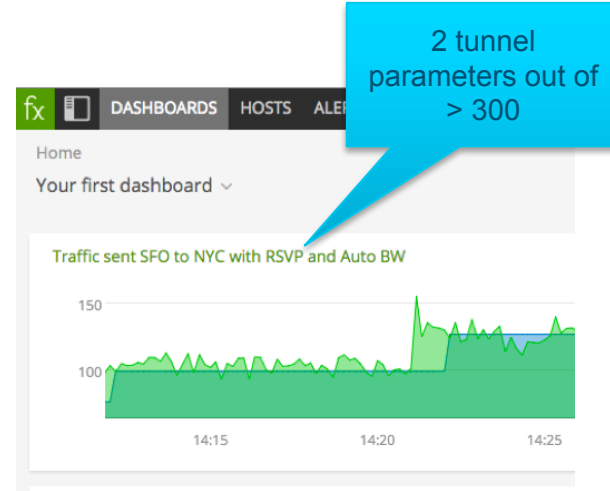 2 tunnel
parameters out of
> 300
fx DASHBOARDS HOSTS
Home
Your first dashboard
Traffic sent SFO to NYC with RSVP and Auto BW
150
100
14:15 14:20 14:25